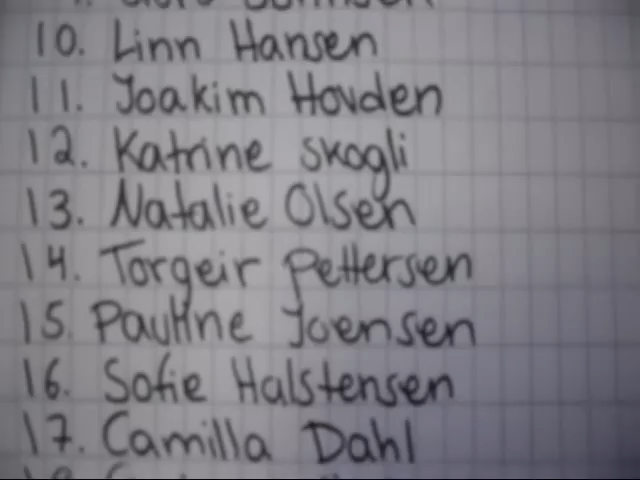 10. Linn Hansen
11. Joakim Hovden
12. Katrine Skogli
13. Natalie Olsen
14. Torgeir Pettersen
15. Pauline Joensen
16. Sofie Halstensen
17. Camilla Dahl